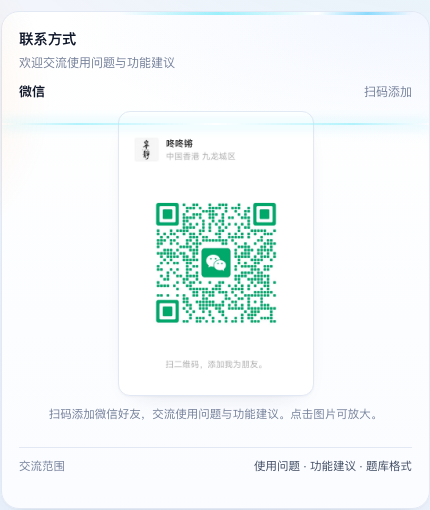 联系方式
欢迎交流使用问题与功能建议
微信
扫码添加
咚咚锵
中国香港 九龙城区
扫二维码，添加我为朋友。
扫码添加微信好友，交流使用问题与功能建议。点击图片可放大。
交流范围
使用问题 · 功能建议 · 题库格式